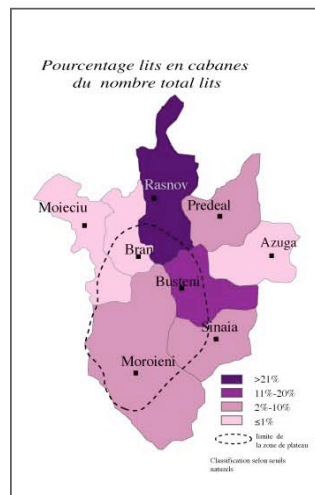 Pourcentage lits en cabanes
du nombre total lits
Rasnov
Moieciu
Predeal
Bran
Azuga
Busteni
Sinaia
Moroieni
>21%
11%-20%
2%-10%
≤1%
limite de
la zone de plateau
Classification selon seuils
naturels